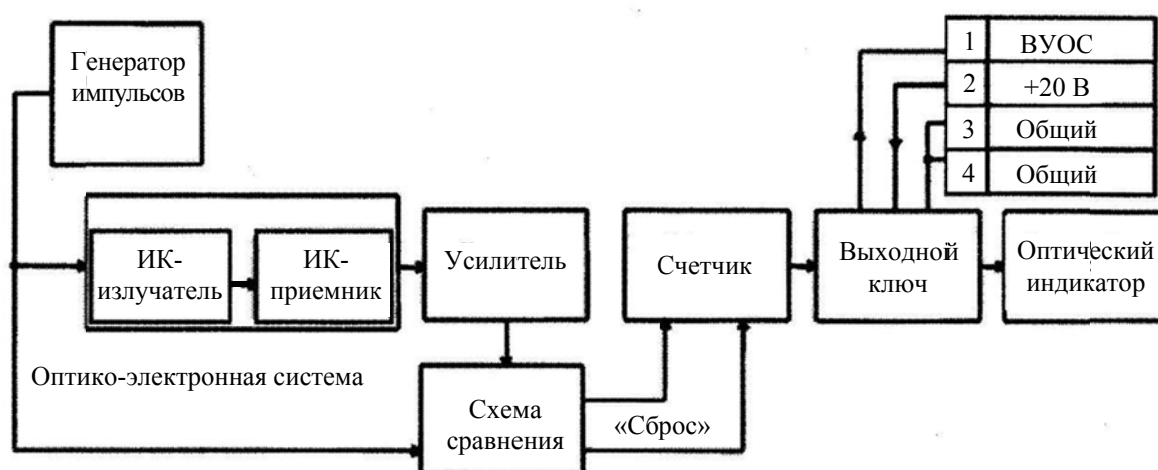 Генератор
импульсов
1 ВУОС
2 +20 В
3 Общий
4 Общий
ИК-
излучатель
ИК-
приемник
Усилитель
Счетчик
Выходной
ключ
Оптический
индикатор
Оптико-электронная система
Схема
сравнения
«Сброс»